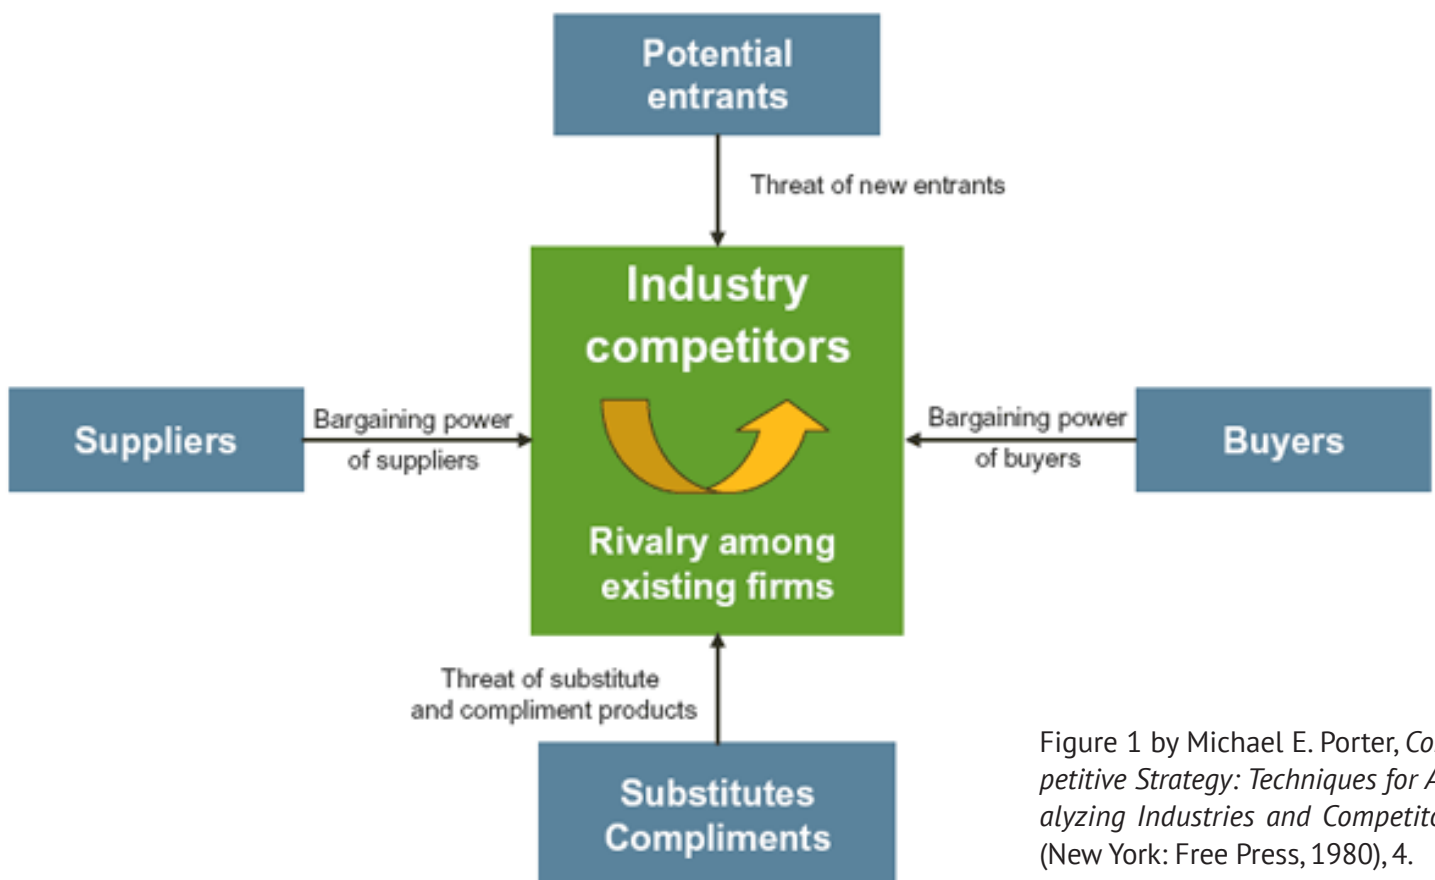 Potential
entrants
Threat of new entrants
Industry
competitors
Suppliers
Bargaining power
of suppliers
Bargaining power
of buyers
Buyers
Rivalry among
existing firms
Threat of substitute
and compliment products
Substitutes
Compliments
Figure 1 by Michael E. Porter, Co
petitive Strategy: Techniques for A
alyzing Industries and Competito
(New York: Free Press, 1980), 4.